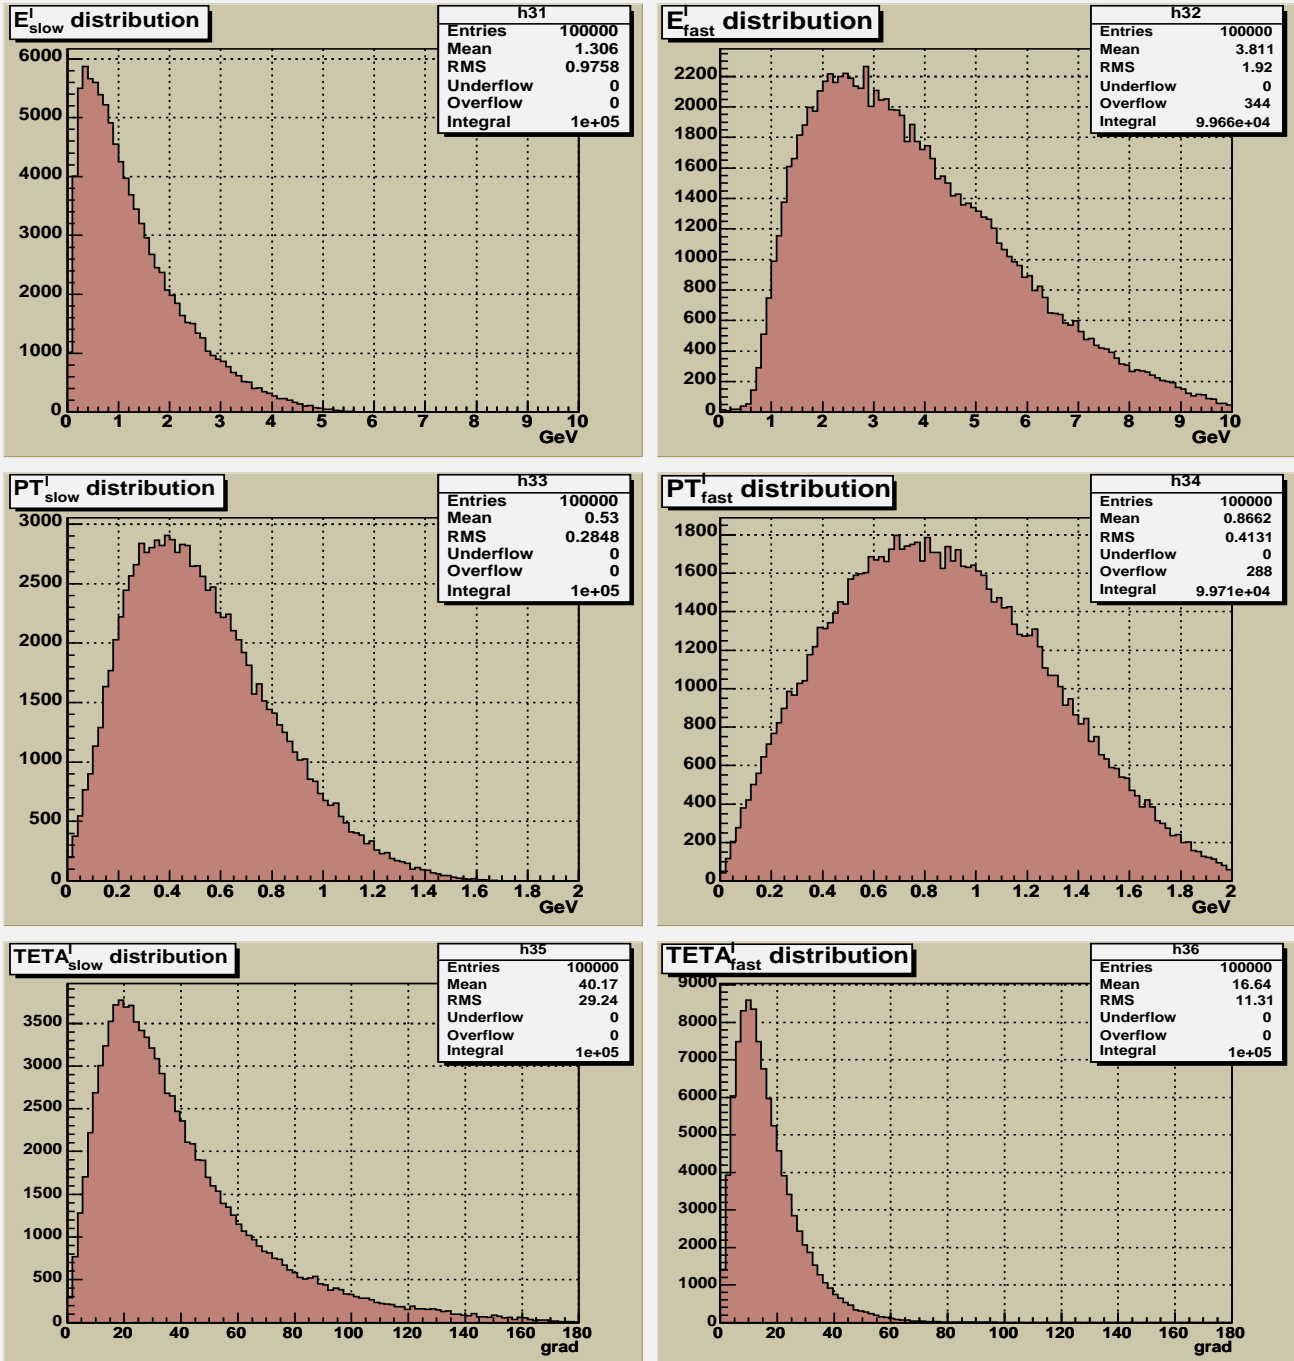 E^l_slow distribution
h31
Entries 100000
Mean 1.306
RMS 0.9758
Underflow 0
Overflow 0
Integral 1e+05
6000
5000
4000
3000
2000
1000
0
0 1 2 3 4 5 6 7 8 9 10
GeV
E^l_fast distribution
h32
Entries 100000
Mean 3.811
RMS 1.92
Underflow 0
Overflow 344
Integral 9.966e+04
2200
2000
1800
1600
1400
1200
1000
800
600
400
200
0
0 1 2 3 4 5 6 7 8 9 10
GeV
PT^l_slow distribution
h33
Entries 100000
Mean 0.53
RMS 0.2848
Underflow 0
Overflow 0
Integral 1e+05
3000
2500
2000
1500
1000
500
0
0 0.2 0.4 0.6 0.8 1 1.2 1.4 1.6 1.8 2
GeV
PT^l_fast distribution
h34
Entries 100000
Mean 0.8662
RMS 0.4131
Underflow 0
Overflow 288
Integral 9.971e+04
1800
1600
1400
1200
1000
800
600
400
200
0
0 0.2 0.4 0.6 0.8 1 1.2 1.4 1.6 1.8 2
GeV
TETA^l_slow distribution
h35
Entries 100000
Mean 40.17
RMS 29.24
Underflow 0
Overflow 0
Integral 1e+05
3500
3000
2500
2000
1500
1000
500
0
0 20 40 60 80 100 120 140 160 180
grad
TETA^l_fast distribution
h36
Entries 100000
Mean 16.64
RMS 11.31
Underflow 0
Overflow 0
Integral 1e+05
9000
8000
7000
6000
5000
4000
3000
2000
1000
0
0 20 40 60 80 100 120 140 160 180
grad